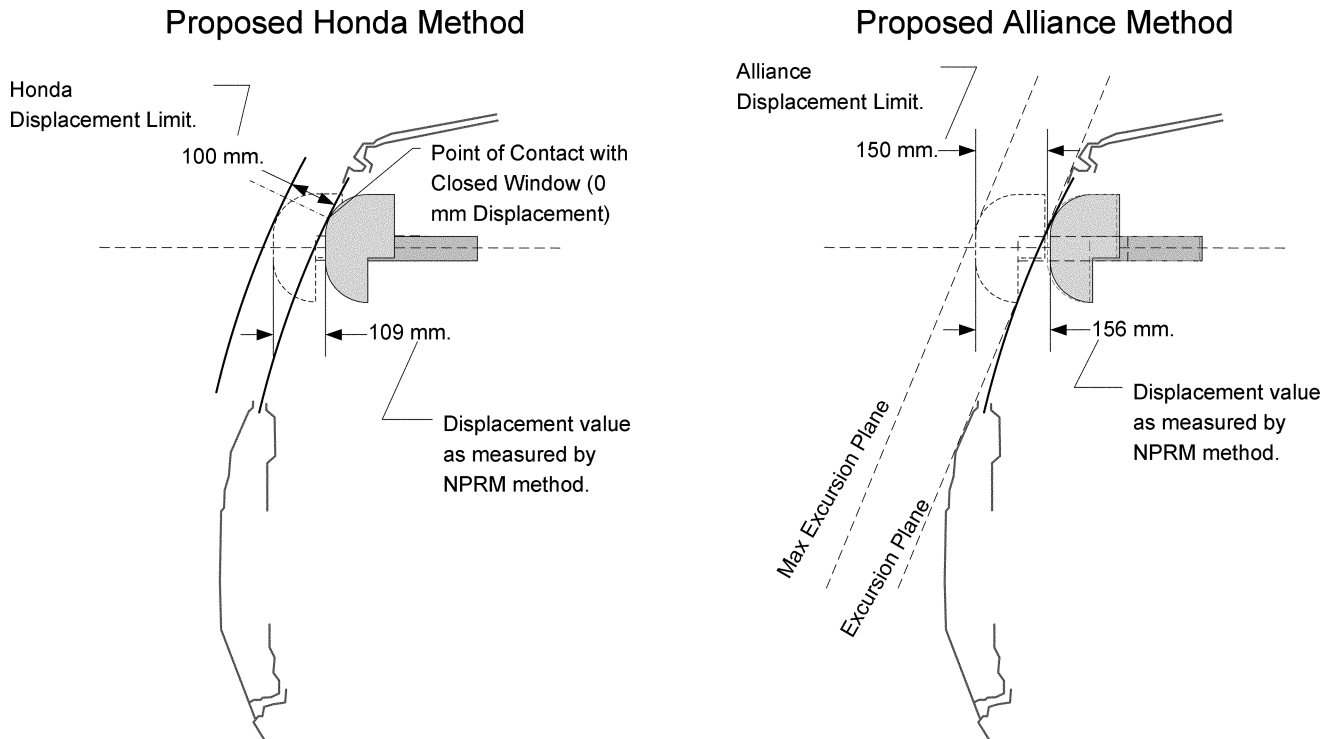 Proposed Honda Method
Honda
Displacement Limit.
100 mm.
Point of Contact with
Closed Window (0
mm Displacement)
109 mm.
Displacement value
as measured by
NPRM method.
Proposed Alliance Method
Alliance
Displacement Limit.
150 mm.
156 mm.
Displacement value
as measured by
NPRM method.
Max Excursion Plane
Excursion Plane